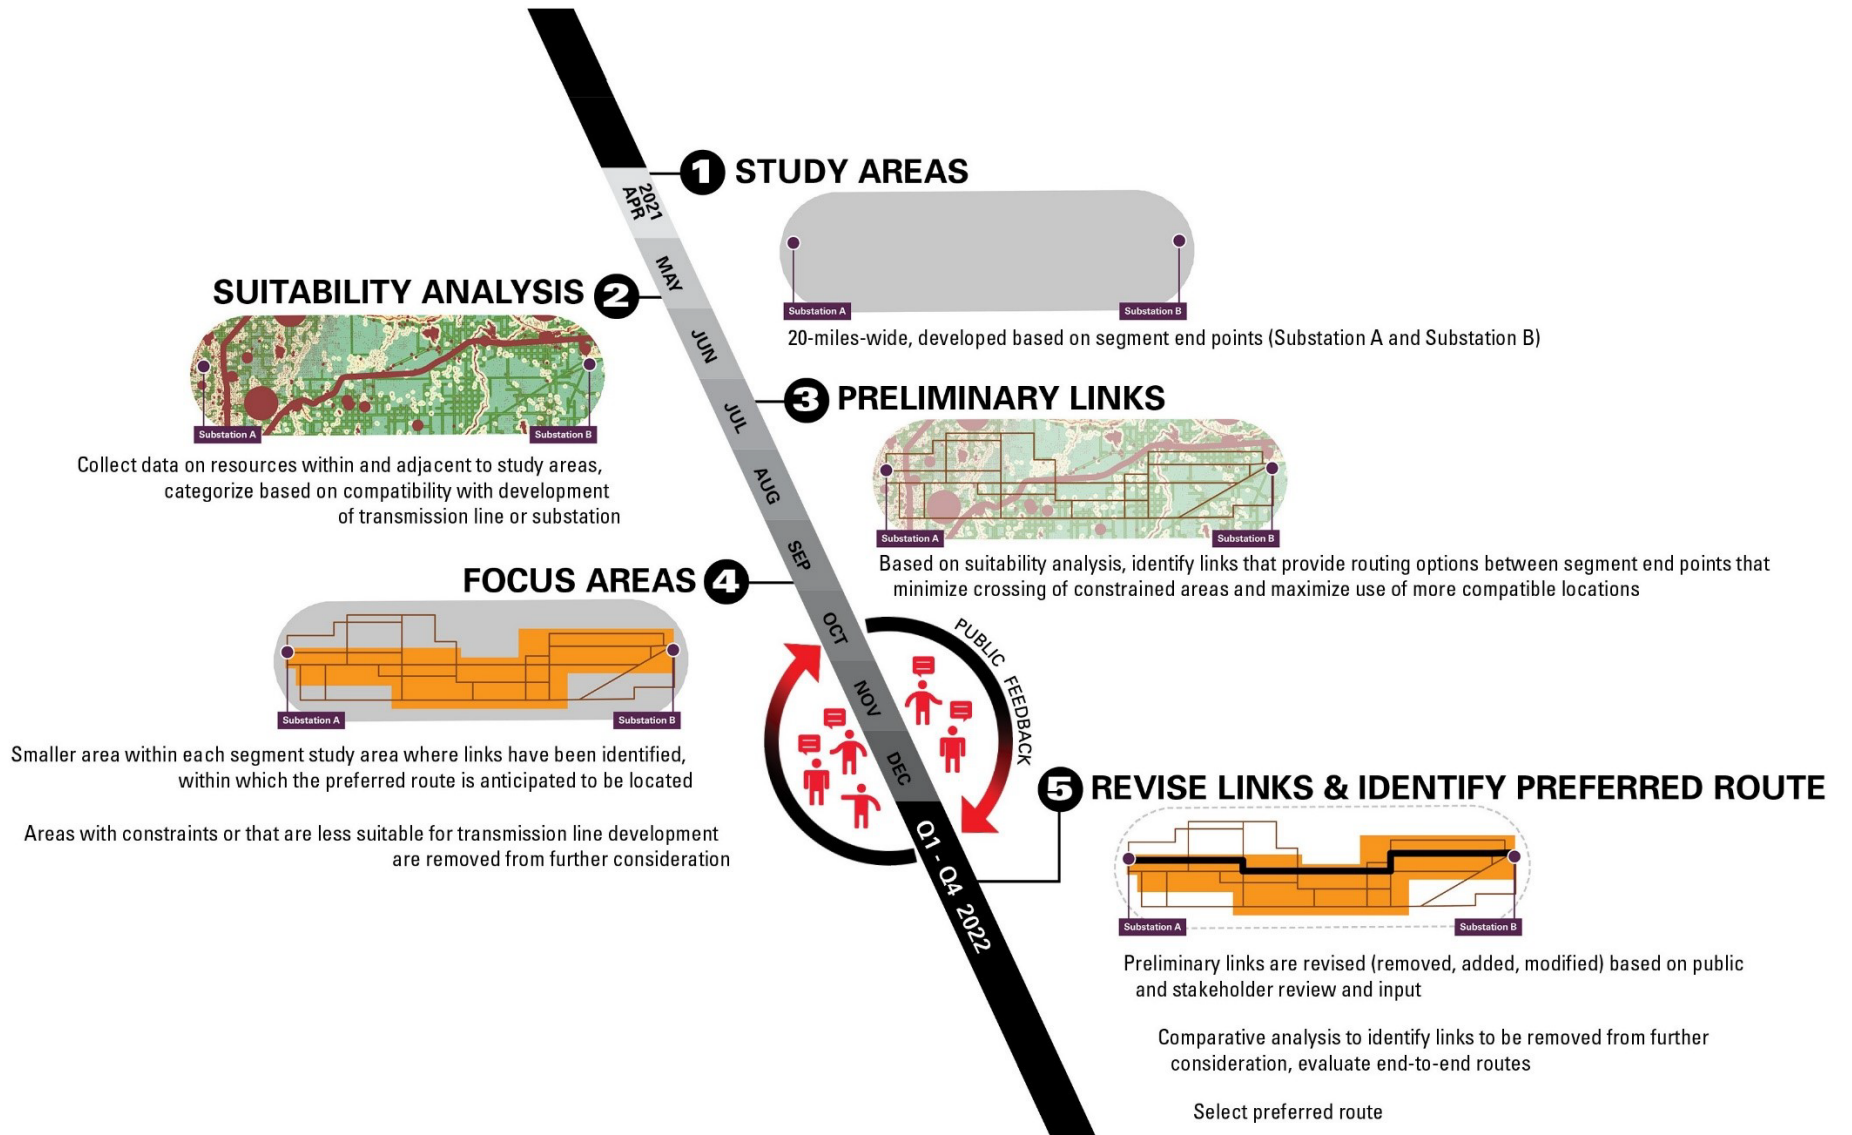 1 STUDY AREAS
Substation A
Substation B
20-miles-wide, developed based on segment end points (Substation A and Substation B)
2021
APR
MAY
JUN
JUL
AUG
SEP
OCT
NOV
DEC
Q1 - Q4 2022
SUITABILITY ANALYSIS 2
Substation A
Substation B
Collect data on resources within and adjacent to study areas,
categorize based on compatibility with development
of transmission line or substation
3 PRELIMINARY LINKS
Substation A
Substation B
Based on suitability analysis, identify links that provide routing options between segment end points that
minimize crossing of constrained areas and maximize use of more compatible locations
FOCUS AREAS 4
Substation A
Substation B
Smaller area within each segment study area where links have been identified,
within which the preferred route is anticipated to be located
Areas with constraints or that are less suitable for transmission line development
are removed from further consideration
PUBLIC FEEDBACK
5 REVISE LINKS & IDENTIFY PREFERRED ROUTE
Substation A
Substation B
Preliminary links are revised (removed, added, modified) based on public
and stakeholder review and input
Comparative analysis to identify links to be removed from further
consideration, evaluate end-to-end routes
Select preferred route